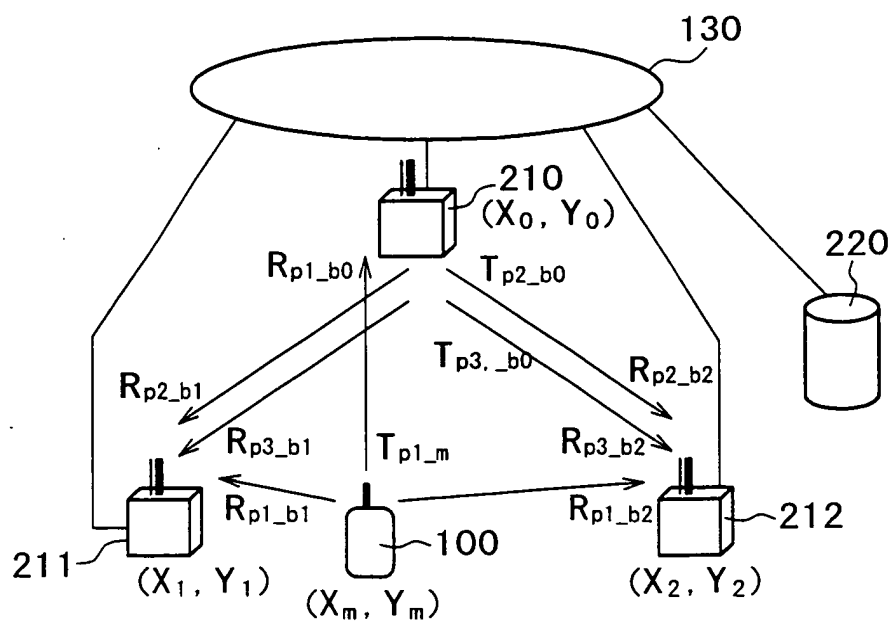 130
210
(X₀, Y₀)
220
Rp1_b0
Tp2_b0
Tp3,_b0
Rp2_b1
Rp2_b2
Rp3_b1
Tp1_m
Rp3_b2
Rp1_b1
Rp1_b2
211
100
212
(X₁, Y₁)
(Xm, Ym)
(X₂, Y₂)